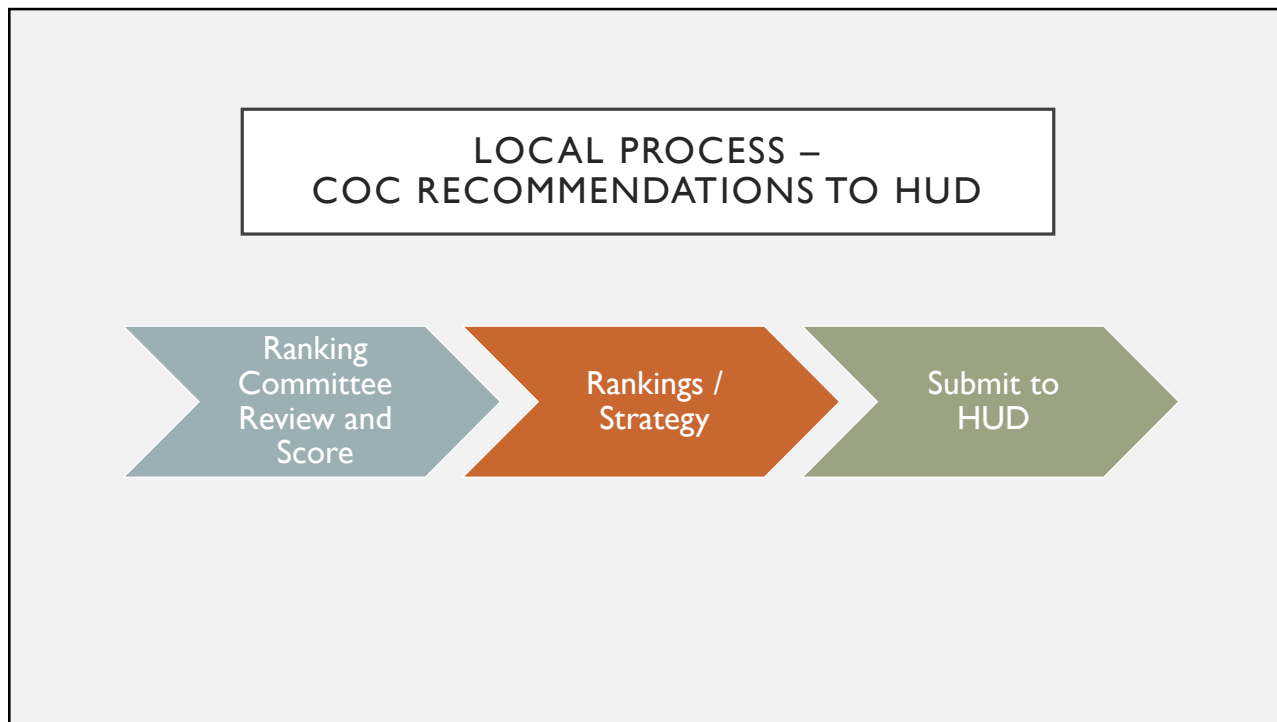 LOCAL PROCESS –
COC RECOMMENDATIONS TO HUD
Ranking
Committee
Review and
Score
Rankings /
Strategy
Submit to
HUD